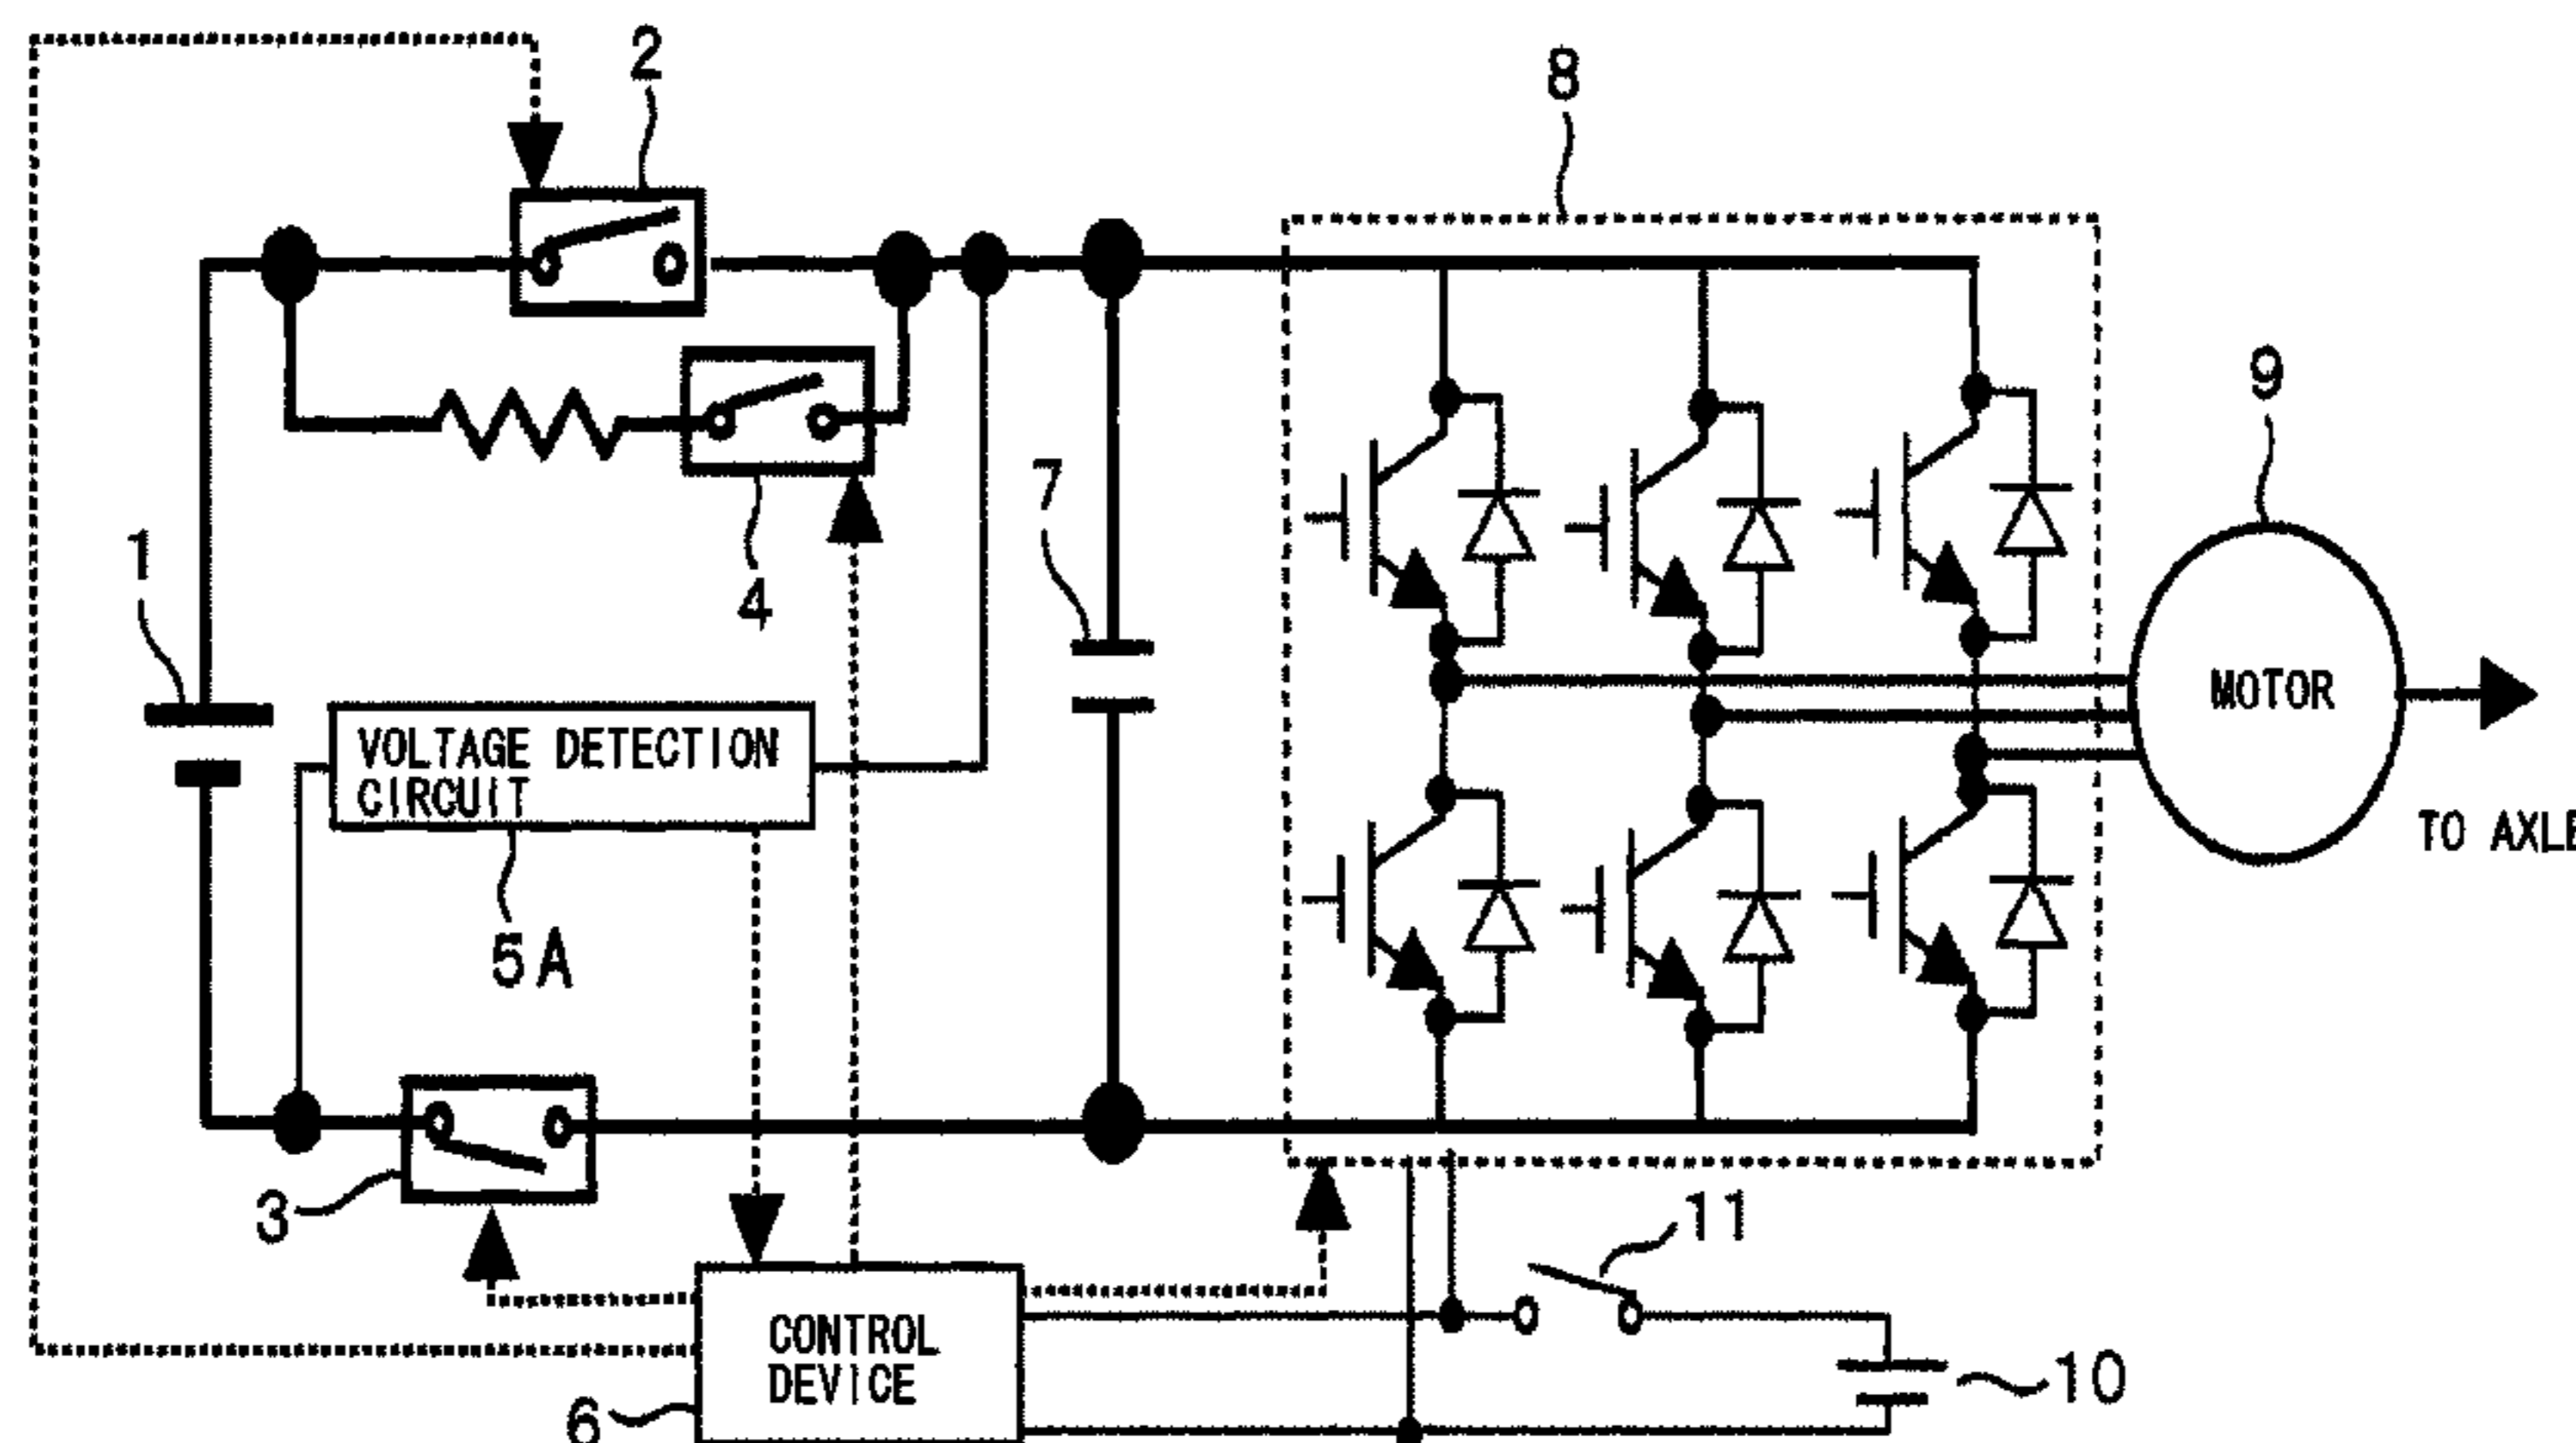 2
8
9
1
4
7
MOTOR
VOLTAGE DETECTION
CIRCUIT
TO AXLE
5A
3
11
CONTROL
DEVICE
10
6